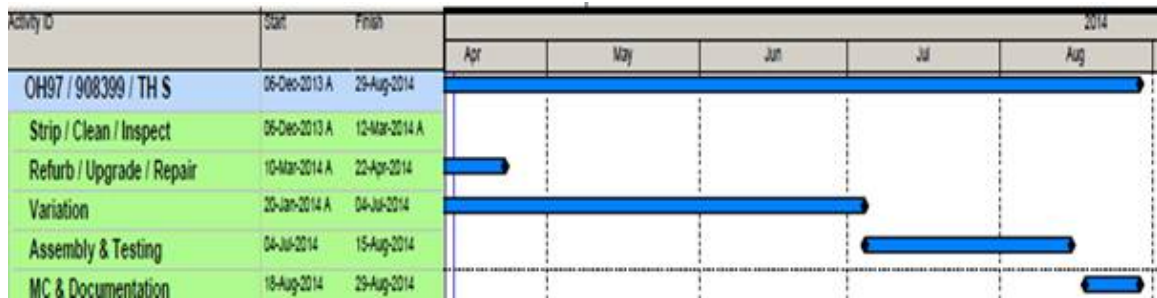 Activity ID Start Finish 2014
Apr May Jun Jul Aug
OH97 / 908399 / TH S 06-Dec-2013 A 29-Aug-2014
Strip / Clean / Inspect 06-Dec-2013 A 12-Mar-2014 A
Refurb / Upgrade / Repair 10-Mar-2014 A 22-Apr-2014
Variation 20-Jan-2014 A 04-Jul-2014
Assembly & Testing 04-Jul-2014 15-Aug-2014
MC & Documentation 18-Aug-2014 29-Aug-2014